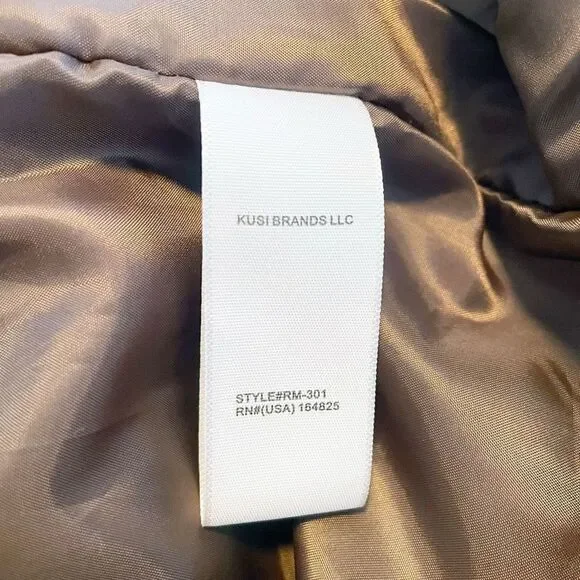 KUSI BRANDS LLC
STYLE#RM-301
RN#(USA) 164825